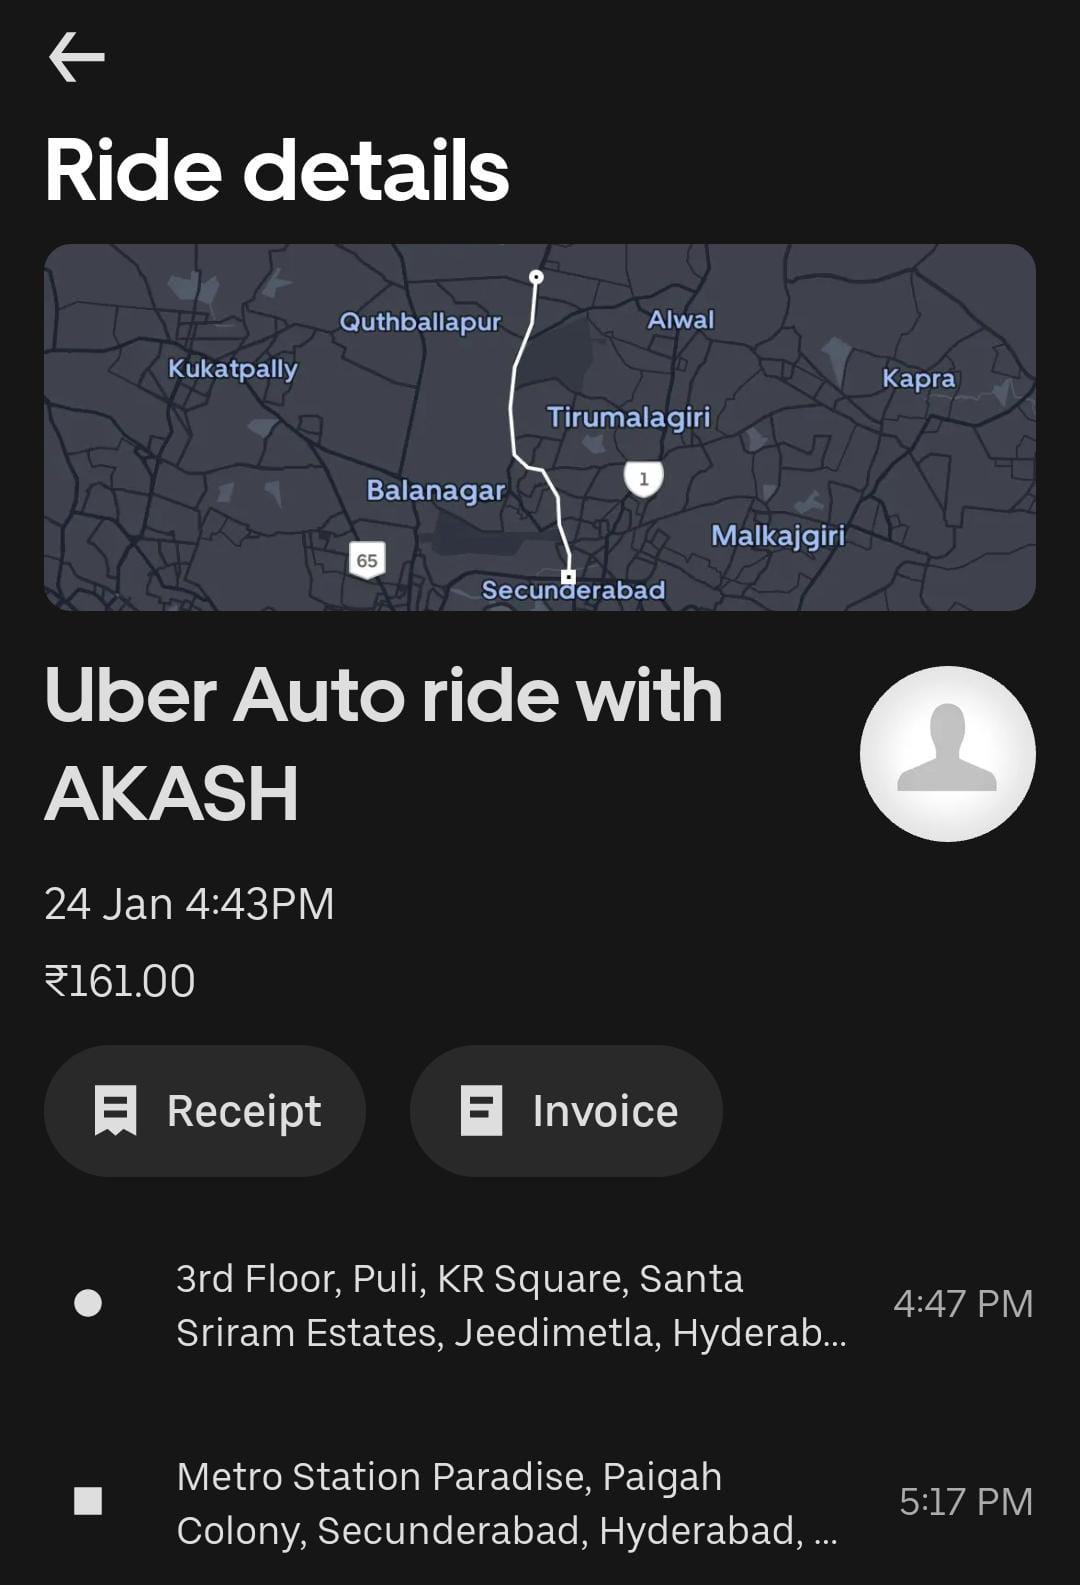 Ride details
Quthballapur
Alwal
Kukatpally
Kapra
Tirumalagiri
1
Balanagar
Malkajgiri
65
Secunderabad
Uber Auto ride with
AKASH
24 Jan 4:43PM
₹161.00
Receipt
Invoice
3rd Floor, Puli, KR Square, Santa
Sriram Estates, Jeedimetla, Hyderab...
4:47 PM
Metro Station Paradise, Paigah
Colony, Secunderabad, Hyderabad, ...
5:17 PM